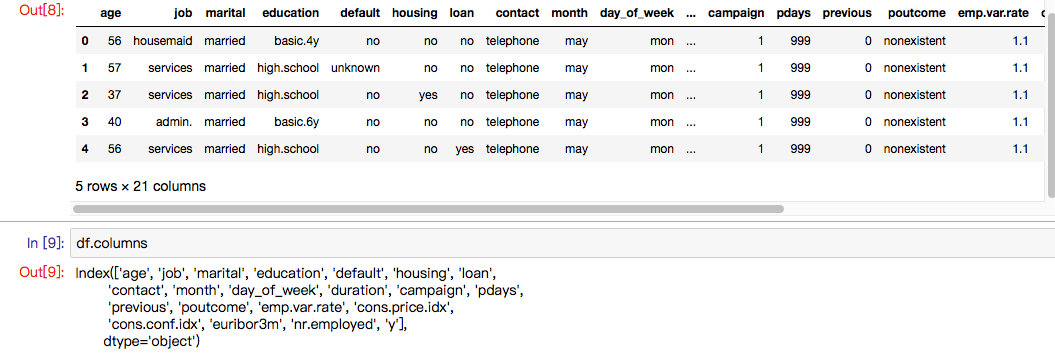 Out[8]: age job marital education default housing loan contact month day_of_week ... campaign pdays previous poutcome emp.var.rate
0 56 housemaid married basic.4y no no no telephone may mon ... 1 999 0 nonexistent 1.1
1 57 services married high.school unknown no no telephone may mon ... 1 999 0 nonexistent 1.1
2 37 services married high.school no yes no telephone may mon ... 1 999 0 nonexistent 1.1
3 40 admin. married basic.6y no no no telephone may mon ... 1 999 0 nonexistent 1.1
4 56 services married high.school no no yes telephone may mon ... 1 999 0 nonexistent 1.1
5 rows × 21 columns
In [9]: df.columns
Out[9]: Index(['age', 'job', 'marital', 'education', 'default', 'housing', 'loan',
'contact', 'month', 'day_of_week', 'duration', 'campaign', 'pdays',
'previous', 'poutcome', 'emp.var.rate', 'cons.price.idx',
'cons.conf.idx', 'euribor3m', 'nr.employed', 'y'],
dtype='object')